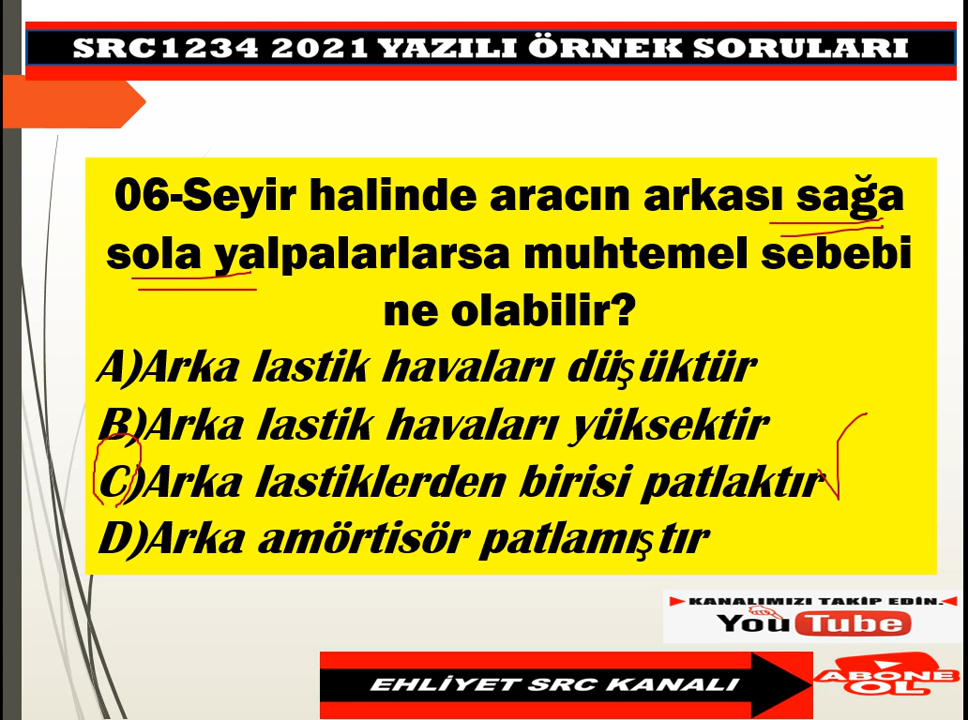 SRC1234 2021 YAZILI ÖRNEK SORULARI
06-Seyir halinde aracın arkası sağa
sola yalpalarlarsa muhtemel sebebi
ne olabilir?
A)Arka lastik havaları düşüktür
B)Arka lastik havaları yüksektir
C)Arka lastiklerden birisi patlaktır
D)Arka amörtisör patlamıştır
KANALIMIZI TAKİP EDİN.
YouTube
EHLİYET SRC KANALI
ABONE
OL